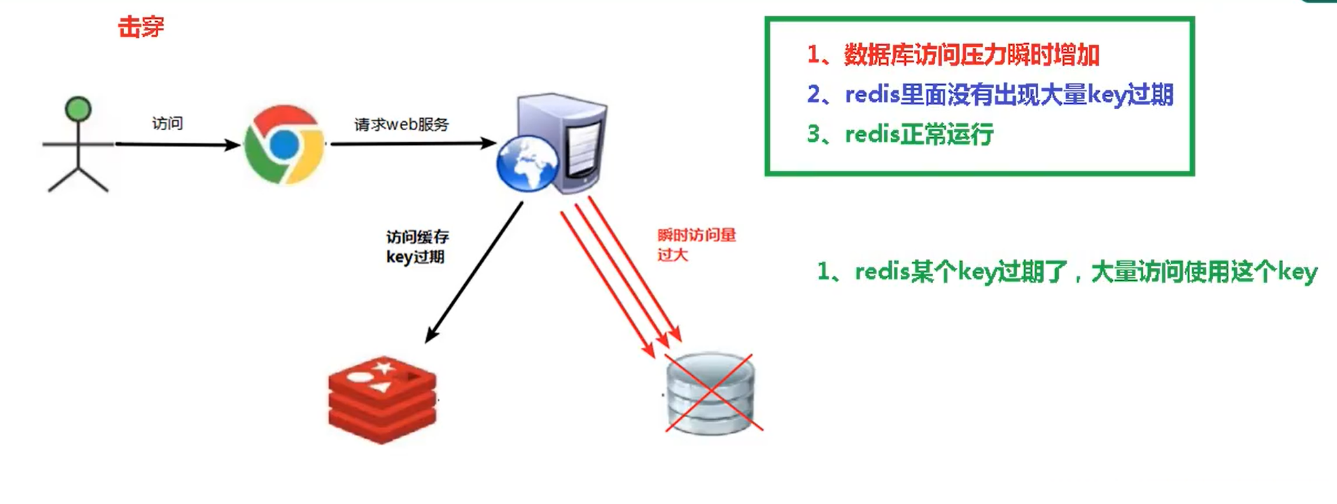 击穿
1、数据库访问压力瞬时增加
2、redis里面没有出现大量key过期
3、redis正常运行
访问
请求web服务
访问缓存
key过期
瞬时访问量
过大
1、redis某个key过期了，大量访问使用这个key